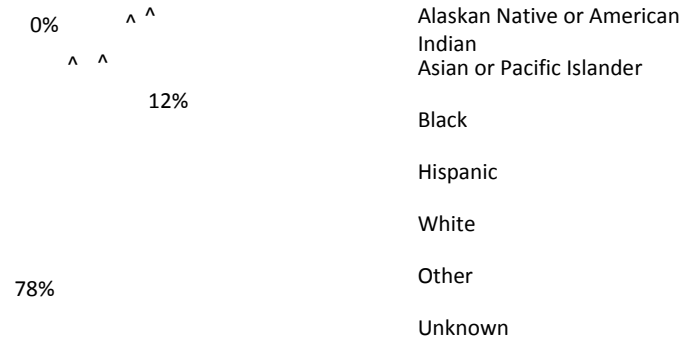 0%
^ ^
^ ^
12%
78%
Alaskan Native or American
Indian
Asian or Pacific Islander
Black
Hispanic
White
Other
Unknown